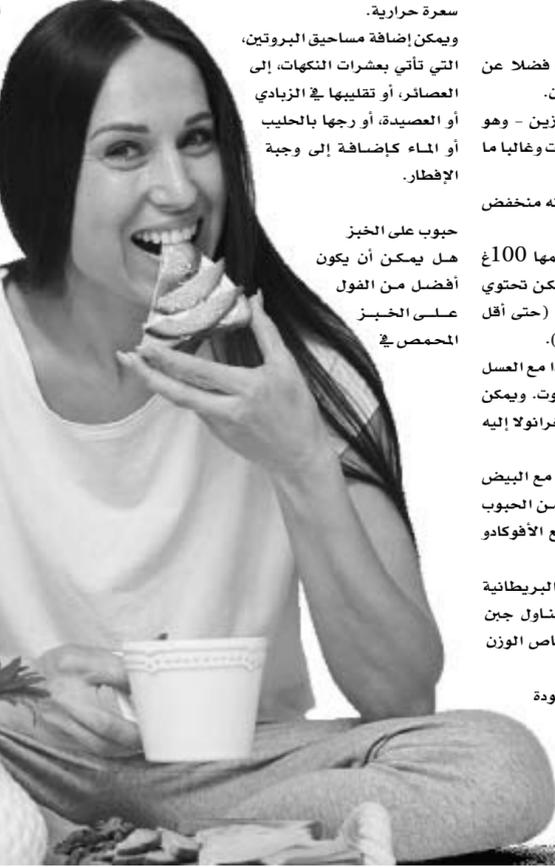 فضلا عن
ن.
زين - وهو
ت وغالبا ما
نه منخفض
مها 100غ
كن تحتوي
(حتى أقل
).
ا مع العسل
وت. ويمكن
غرانولا إليه
مع البيض
من الحبوب
ع الأفوكادو
البريطانية
ناول جبن
اص الوزن
ودة
سعرة حرارية.
ويمكن إضافة مساحيق البروتين،
التي تأتي بعشرات النكهات، إلى
العصائر، أو تقليبها في الزبادي
أو العصيدة، أو رجها بالحليب
أو الماء كإضافة إلى وجبة
الإفطار.
حبوب على الخبز
هل يمكن أن يكون
أفضل من الفول
على الخبز
المحمص في